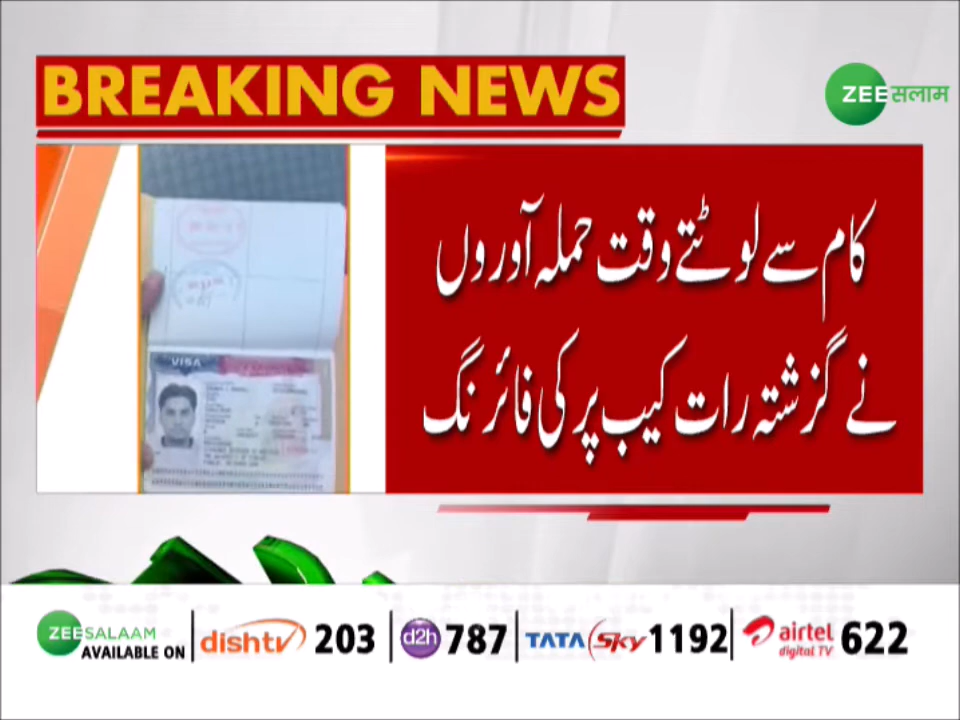 BREAKING NEWS
ZEEसलाम
کام سے لوٹتے وقت حملہ آوروں
نے گزشتہ رات کیب پر کی فائرنگ
VISA
ZEESALAAM
AVAILABLE ON
dishtv 203
d2h 787
TATA Sky 1192
airtel digital TV 622